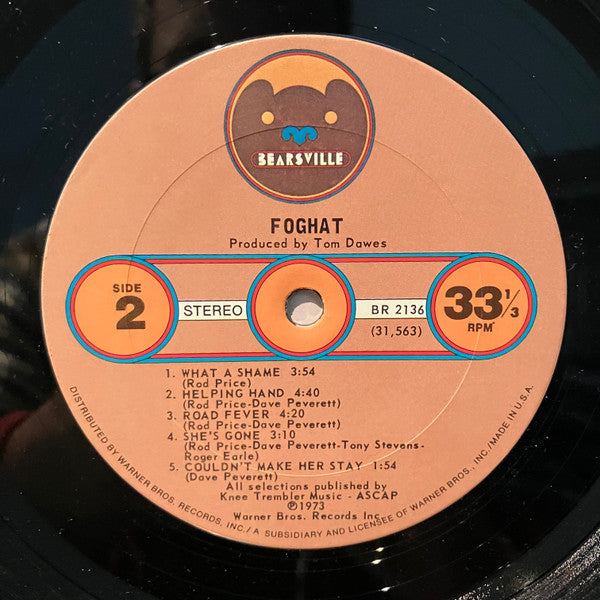 BEARSVILLE
FOGHAT
Produced by Tom Dawes
SIDE
2
STEREO
BR 2136
(31,563)
33⅓
RPM
1. WHAT A SHAME 3:54
(Rod Price)
2. HELPING HAND 4:40
(Rod Price-Dave Peverett)
3. ROAD FEVER 4:20
(Rod Price-Dave Peverett)
4. SHE'S GONE 3:10
(Rod Price-Dave Peverett-Tony Stevens-
Roger Earle)
5. COULDN'T MAKE HER STAY 1:54
(Dave Peverett)
All selections published by
Knee Trembler Music - ASCAP
℗1973
Warner Bros. Records Inc.
DISTRIBUTED BY WARNER BROS. RECORDS, INC./A SUBSIDIARY AND LICENSEE OF WARNER BROS., INC./MADE IN U.S.A.